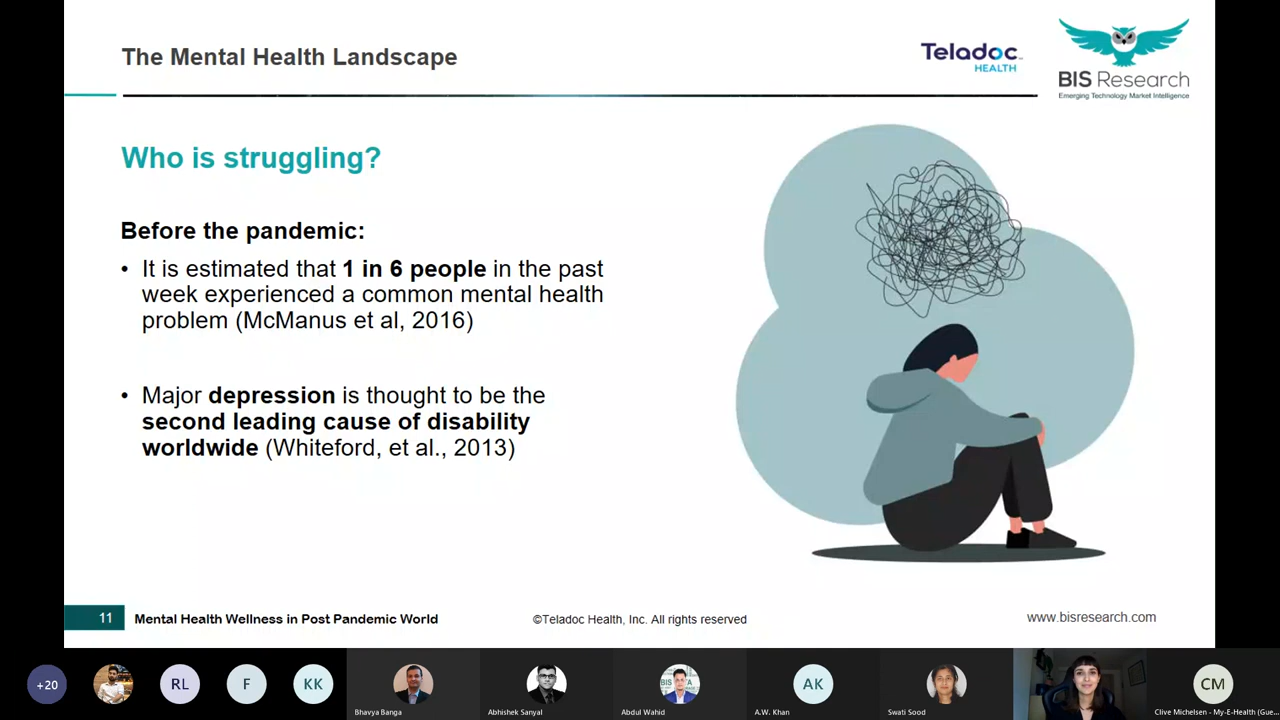 The Mental Health Landscape
Teladoc
HEALTH
BIS Research
Emerging Technology Market Intelligence
Who is struggling?
Before the pandemic:
• It is estimated that 1 in 6 people in the past
week experienced a common mental health
problem (McManus et al, 2016)
• Major depression is thought to be the
second leading cause of disability
worldwide (Whiteford, et al., 2013)
11
Mental Health Wellness in Post Pandemic World
©Teladoc Health, Inc. All rights reserved
www.bisresearch.com
+20
RL
F
KK
Bhavya Banga
Abhishek Sanyal
BIS
Abdul Wahid
AK
A.W. Khan
Swati Sood
CM
Clive Michelsen - My-E-Health (Gue...